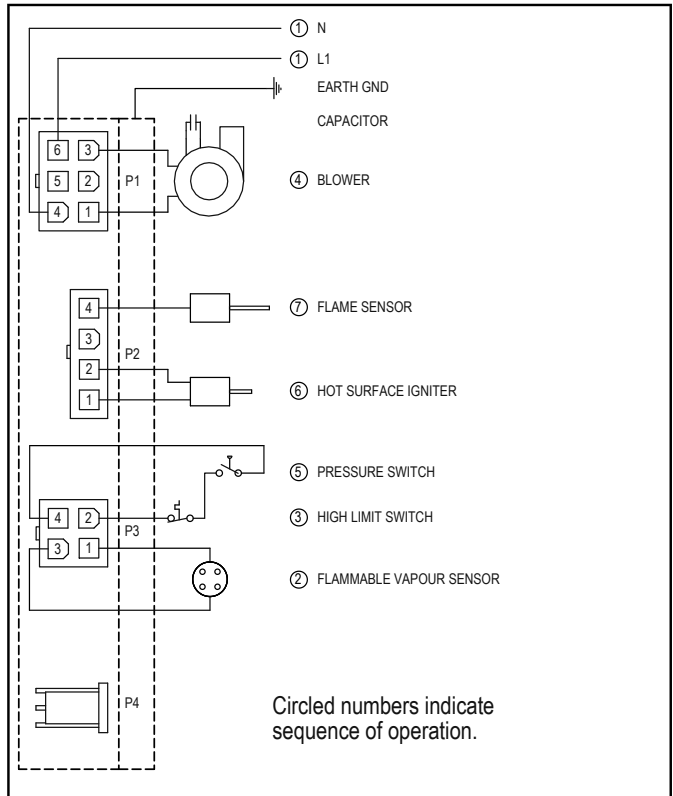 ① N
① L1
EARTH GND
CAPACITOR
6 3
5 2 P1
④ BLOWER
4 1
4
⑦ FLAME SENSOR
3
P2
2
1
⑥ HOT SURFACE IGNITER
⑤ PRESSURE SWITCH
4 2
③ HIGH LIMIT SWITCH
P3
3 1
② FLAMMABLE VAPOUR SENSOR
P4
Circled numbers indicate
sequence of operation.